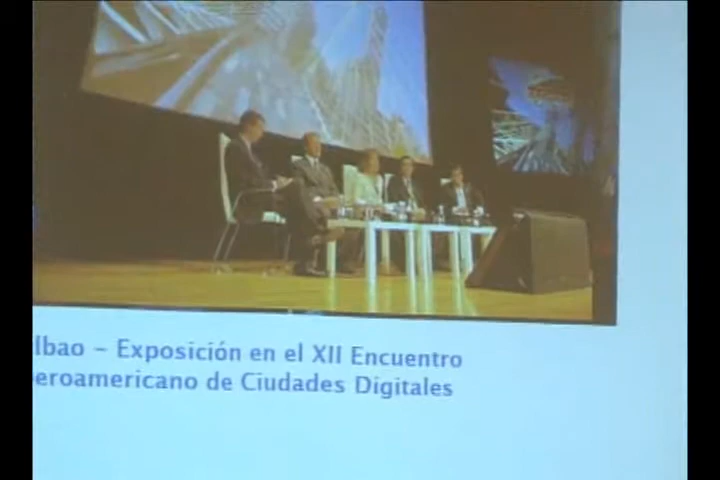 lbao – Exposición en el XII Encuentro
eroamericano de Ciudades Digitales